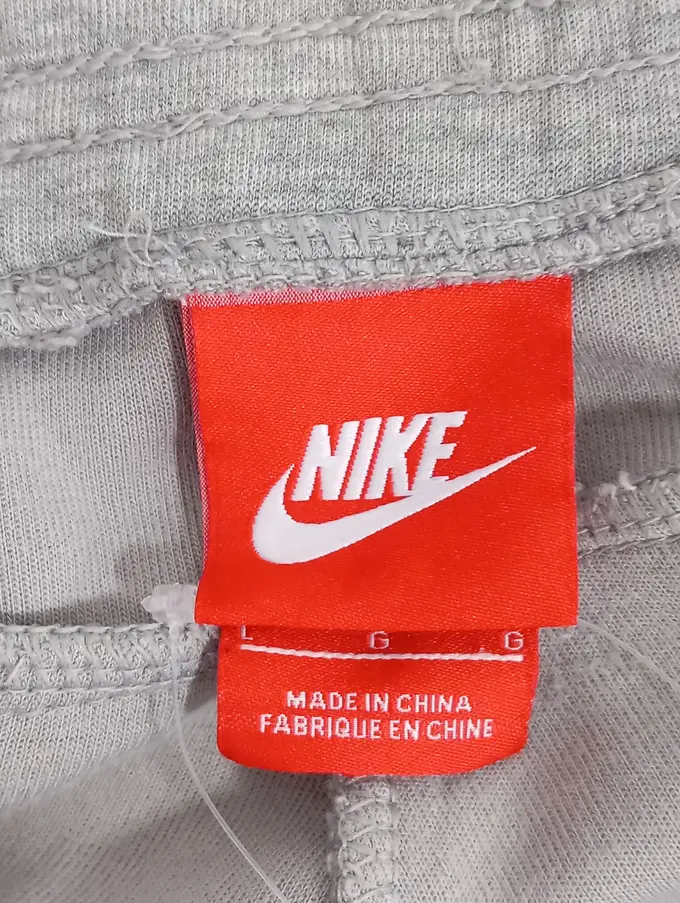 NIKE
L G G
MADE IN CHINA
FABRIQUE EN CHINE